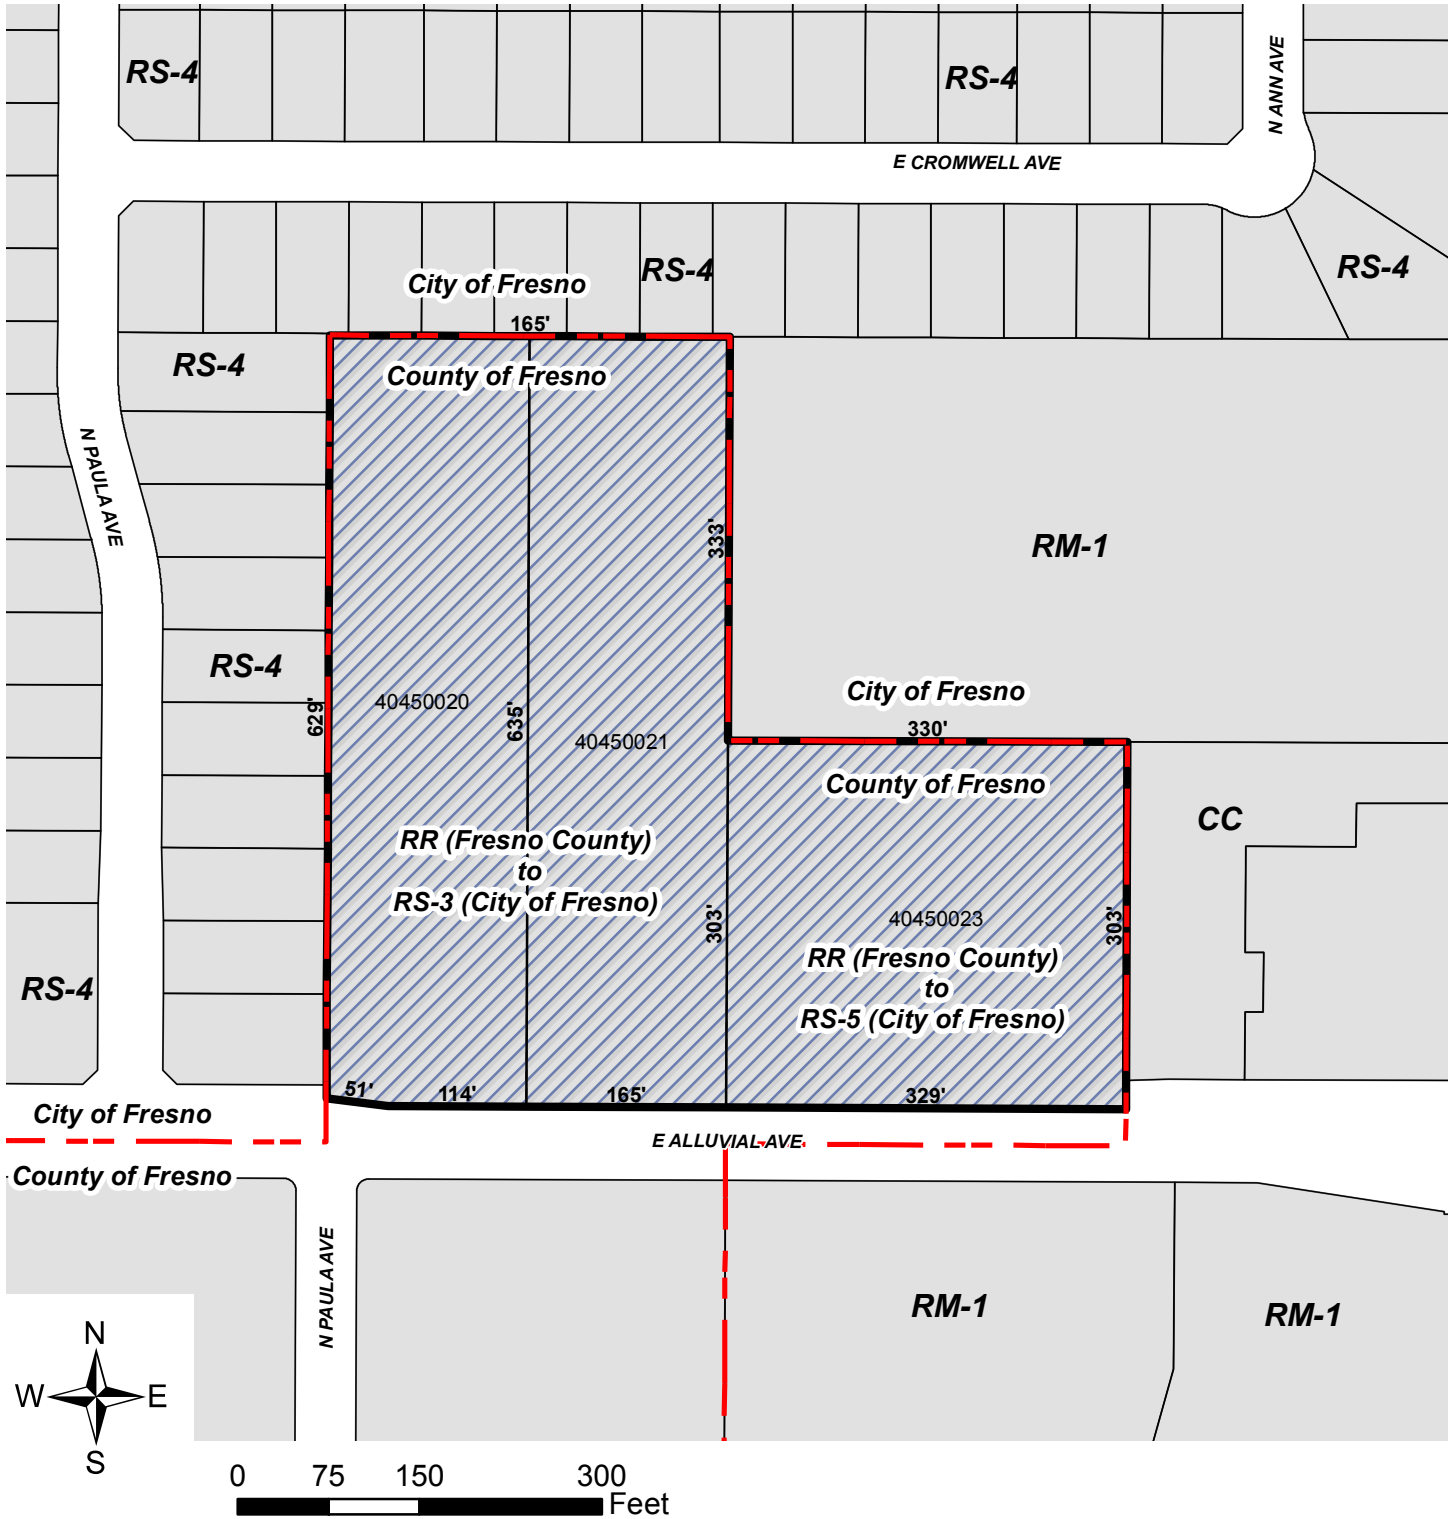 RS-4
RS-4
N ANN AVE
E CROMWELL AVE
RS-4
RS-4
City of Fresno
165'
RS-4
County of Fresno
N PAULA AVE
333'
RM-1
RS-4
City of Fresno
40450020
629'
635'
330'
40450021
County of Fresno
CC
RR (Fresno County)
to
RS-3 (City of Fresno)
303'
40450023
303'
RR (Fresno County)
to
RS-5 (City of Fresno)
RS-4
51'
114'
165'
329'
City of Fresno
E ALLUVIAL AVE
County of Fresno
N PAULA AVE
RM-1
RM-1
N
W
E
S
0 75 150 300
Feet